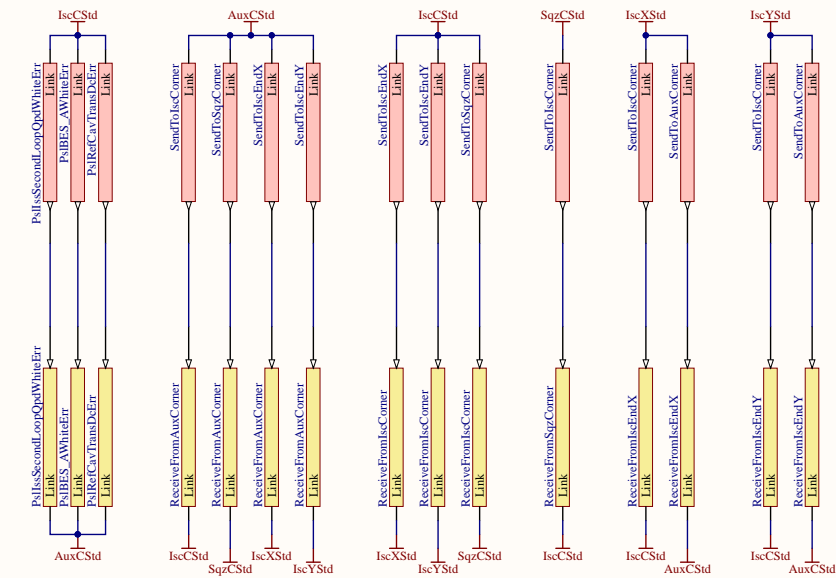 IscCStd
AuxCStd
IscCStd
SqzCStd
IscXStd
IscYStd
PslIssSecondLoopQpdWhiteErr
Link
PslBES_AWhiteErr
Link
PslRefCavTransDcErr
Link
SendToIscCorner
Link
SendToSqzCorner
Link
SendToIscEndX
Link
SendToIscEndY
Link
SendToIscEndX
Link
SendToIscEndY
Link
SendToSqzCorner
Link
SendToIscCorner
Link
SendToIscCorner
Link
SendToAuxCorner
Link
SendToIscCorner
Link
SendToAuxCorner
Link
PslIssSecondLoopQpdWhiteErr
Link
PslBES_AWhiteErr
Link
PslRefCavTransDcErr
Link
ReceiveFromAuxCorner
Link
ReceiveFromAuxCorner
Link
ReceiveFromAuxCorner
Link
ReceiveFromAuxCorner
Link
ReceiveFromIscCorner
Link
ReceiveFromIscCorner
Link
ReceiveFromIscCorner
Link
ReceiveFromSqzCorner
Link
ReceiveFromIscEndX
Link
ReceiveFromIscEndX
Link
ReceiveFromIscEndY
Link
ReceiveFromIscEndY
Link
AuxCStd
IscCStd
SqzCStd
IscXStd
IscYStd
IscXStd
IscYStd
SqzCStd
IscCStd
IscCStd
AuxCStd
IscCStd
AuxCStd